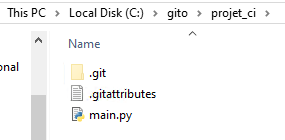 This PC > Local Disk (C:) > gito > projet_ci >
onal
Name
.git
.gitattributes
main.py